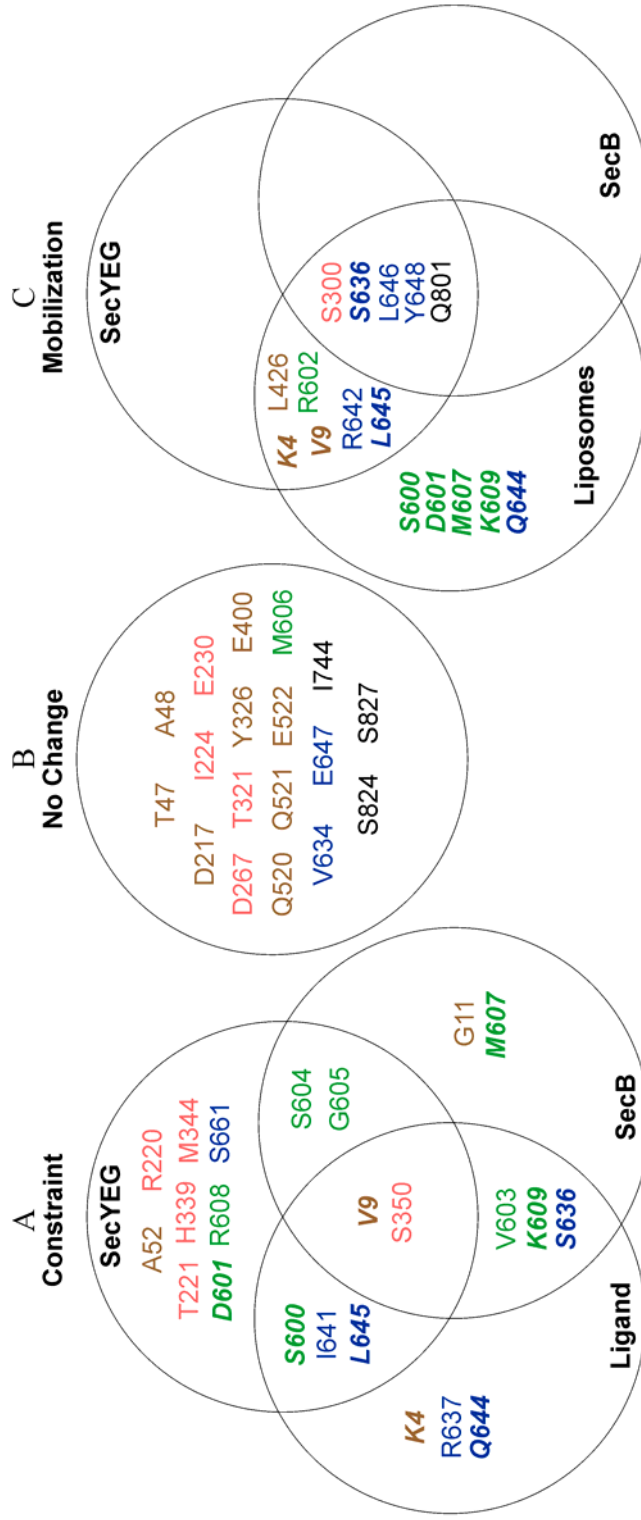 A
Constraint
SecYEG
A52 R220
T221 H339 M344
D601 R608 S661
S600
I641
L645
S604
G605
V9
S350
K4
R637
Q644
V603
K609
S636
G11
M607
Ligand
SecB
B
No Change
T47 A48
D217 I224 E230
D267 T321 Y326 E400
Q520 Q521 E522 M606
V634 E647 I744
S824 S827
C
Mobilization
SecYEG
K4 L426
V9 R602
R642
L645
S300
S636
L646
Y648
Q801
S600
D601
M607
K609
Q644
Liposomes
SecB